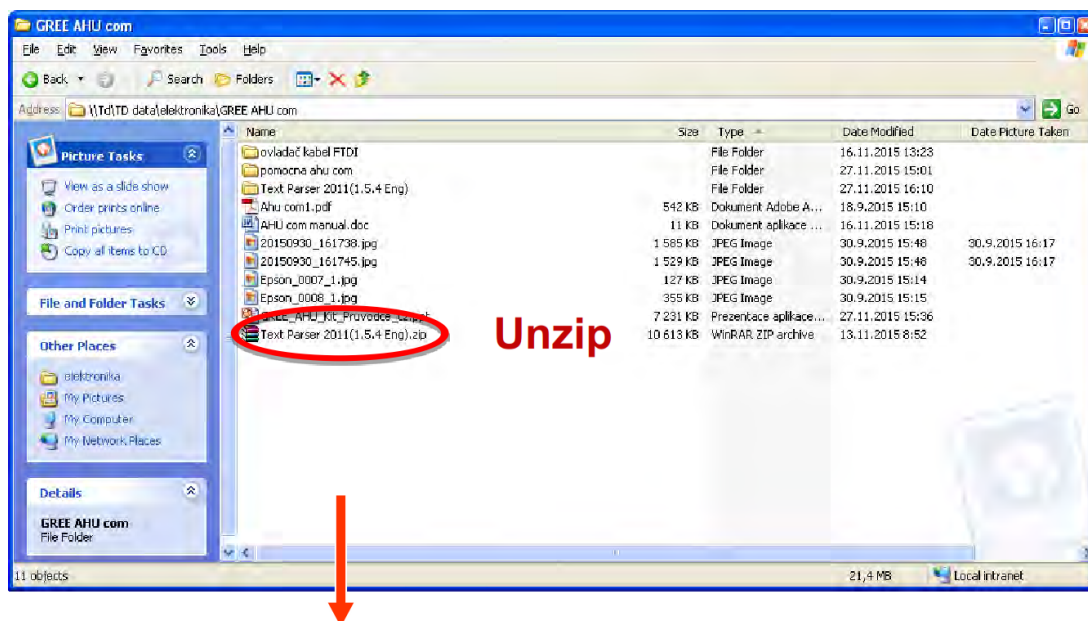 GREE AHU com
File Edit View Favorites Tools Help
Back Search Folders
Address \\Td\TD data\elektronika\GREE AHU com Go
Name Size Type Date Modified Date Picture Taken
Picture Tasks
View as a slide show
Order prints online
Print pictures
Copy all items to CD
File and Folder Tasks
Other Places
elektronika
My Pictures
My Computer
My Network Places
Details
GREE AHU com
File Folder
ovladač kabel FTDI File Folder 16.11.2015 13:23
pomocna ahu com File Folder 27.11.2015 15:01
Text Parser 2011(1.5.4 Eng) File Folder 27.11.2015 16:10
Ahu com1.pdf 542 KB Dokument Adobe A... 18.9.2015 15:10
AHU com manual.doc 11 KB Dokument aplikace ... 16.11.2015 15:18
20150930_161738.jpg 1 585 KB JPEG Image 30.9.2015 15:48 30.9.2015 16:17
20150930_161745.jpg 1 529 KB JPEG Image 30.9.2015 15:48 30.9.2015 16:17
Epson_0007_1.jpg 127 KB JPEG Image 30.9.2015 15:14
Epson_0008_1.jpg 355 KB JPEG Image 30.9.2015 15:15
GREE_AHU_Kit_Pruvodce_cz.ppt 7 231 KB Prezentace aplikace... 27.11.2015 15:36
Text Parser 2011(1.5.4 Eng).zip 10 613 KB WinRAR ZIP archive 13.11.2015 8:52
Unzip
11 objects 21,4 MB Local intranet